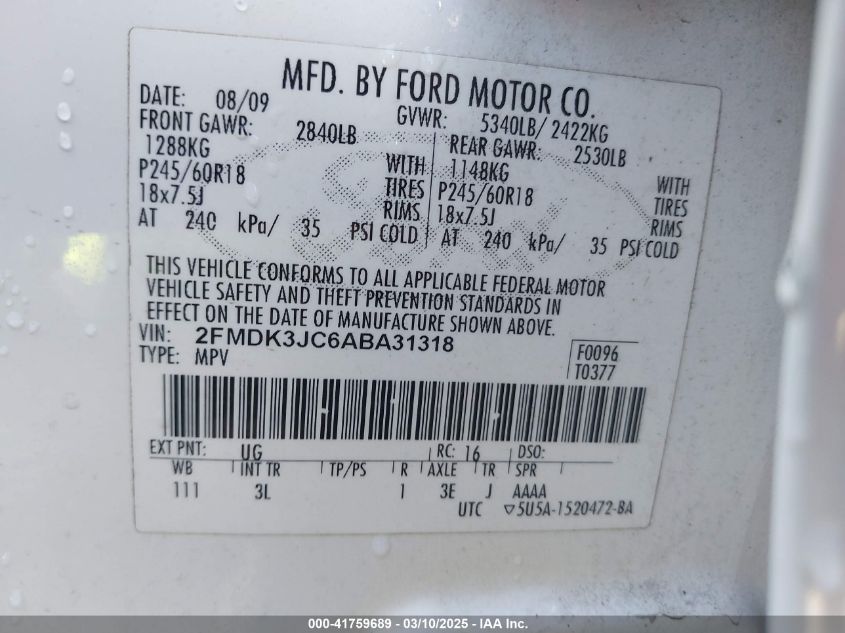 MFD. BY FORD MOTOR CO.
DATE: 08/09 GVWR: 5340LB/ 2422KG
FRONT GAWR: 2840LB REAR GAWR: 2530LB
1288KG WITH 1148KG WITH
P245/60R18 TIRES P245/60R18 TIRES
18x7.5J RIMS 18x7.5J RIMS
AT 240 kPa/ 35 PSI COLD AT 240 kPa/ 35 PSI COLD
THIS VEHICLE CONFORMS TO ALL APPLICABLE FEDERAL MOTOR
VEHICLE SAFETY AND THEFT PREVENTION STANDARDS IN
EFFECT ON THE DATE OF MANUFACTURE SHOWN ABOVE.
VIN: 2FMDK3JC6ABA31318
TYPE: MPV
F0096
T0377
EXT PNT: UG RC: 16 DSO:
WB INT TR TP/PS R AXLE TR SPR
111 3L 1 3E J AAAA
UTC ▽5U5A-1520472-BA
000-41759689 - 03/10/2025 - IAA Inc.